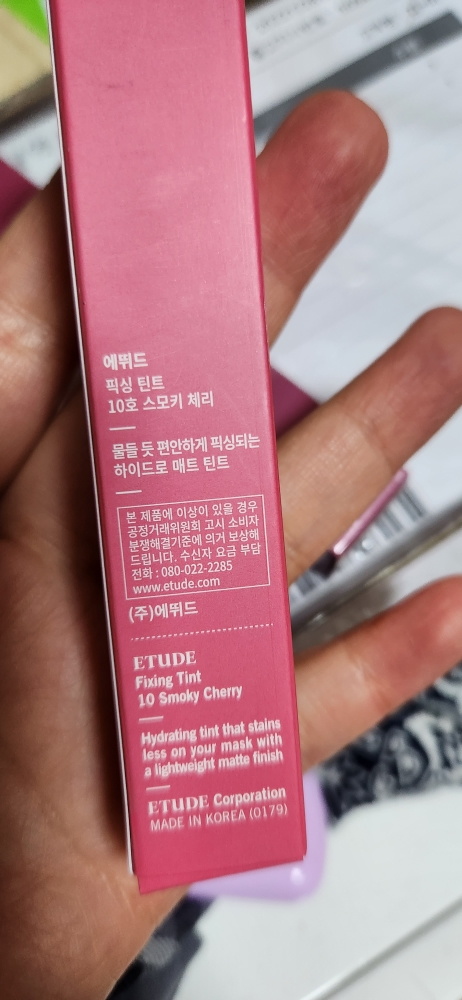 에뛰드
픽싱 틴트
10호 스모키 체리
물들 듯 편안하게 픽싱되는
하이드로 매트 틴트
본 제품에 이상이 있을 경우
공정거래위원회 고시 소비자
분쟁해결기준에 의거 보상해
드립니다. 수신자 요금 부담
전화 : 080-022-2285
www.etude.com
(주)에뛰드
ETUDE
Fixing Tint
10 Smoky Cherry
Hydrating tint that stains
less on your mask with
a lightweight matte finish
ETUDE Corporation
MADE IN KOREA (0179)